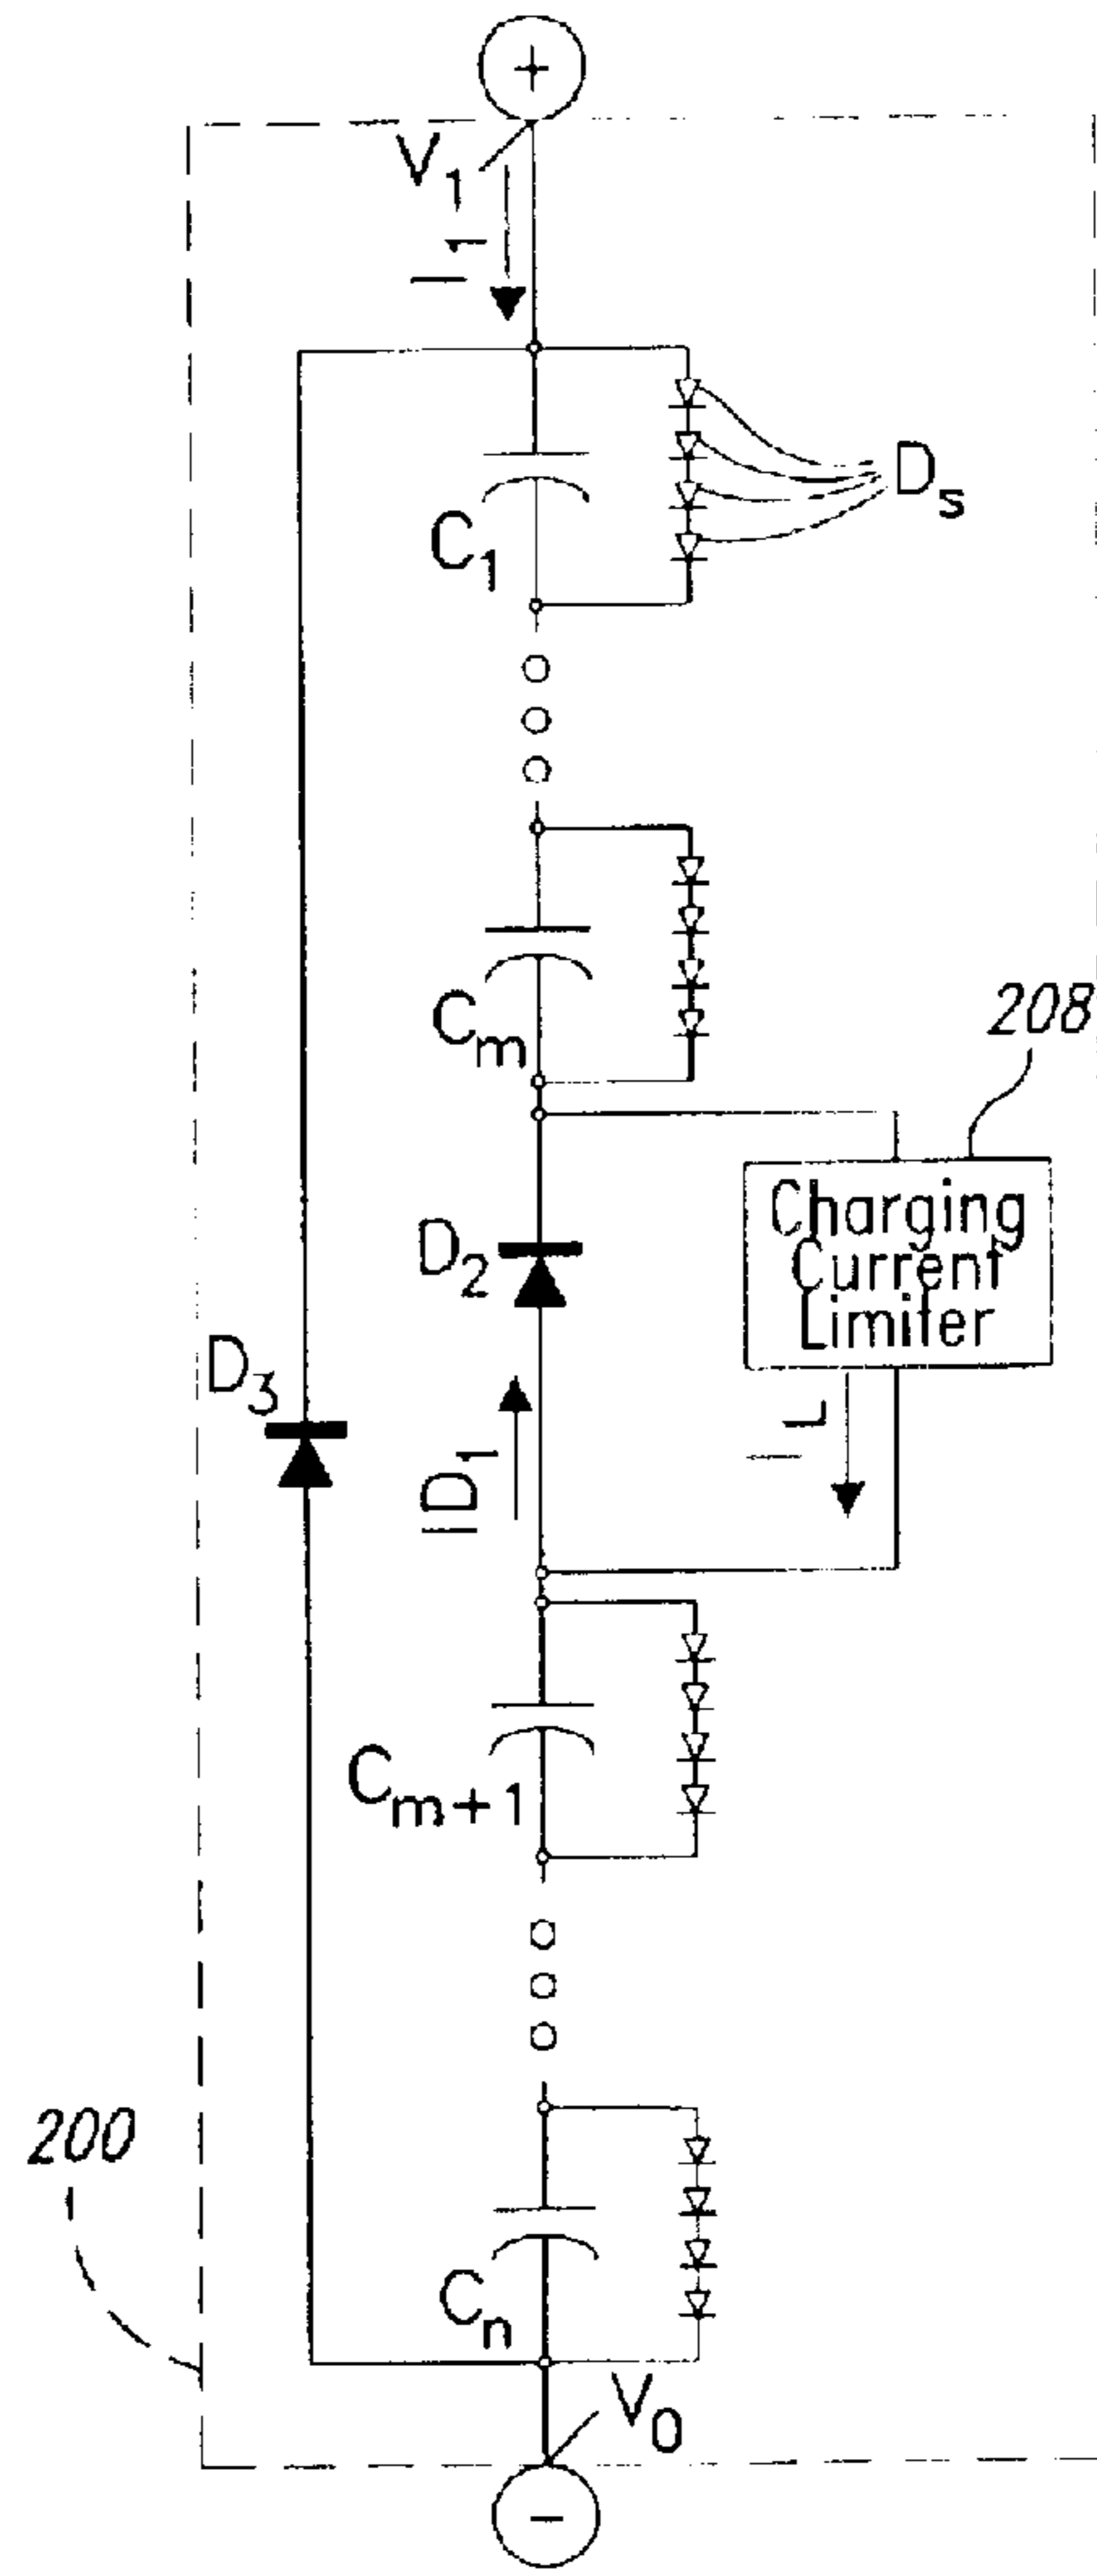 +
V1
I1
C1
Ds
Cm
208
Charging
Current
Limiter
D2
D3
ID1
IL
Cm+1
200
Cn
V0
-